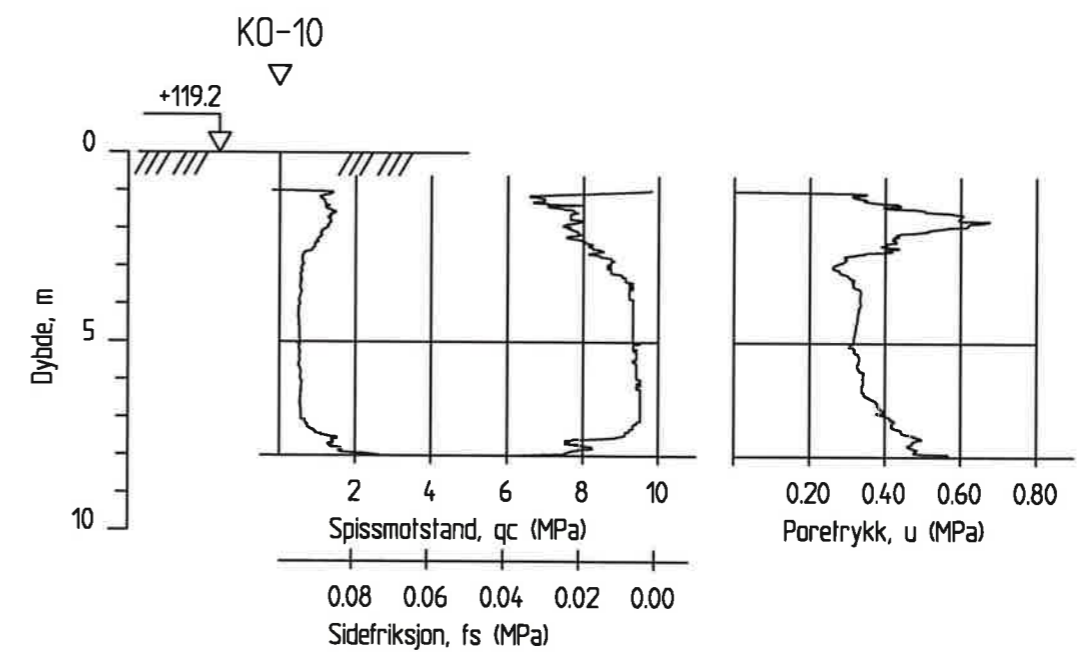 KO-10
+119.2
0
5
10
Dybde, m
2 4 6 8 10
Spissmotstand, qc (MPa)
0.08 0.06 0.04 0.02 0.00
Sidefriksjon, fs (MPa)
0.20 0.40 0.60 0.80
Poretrykk, u (MPa)